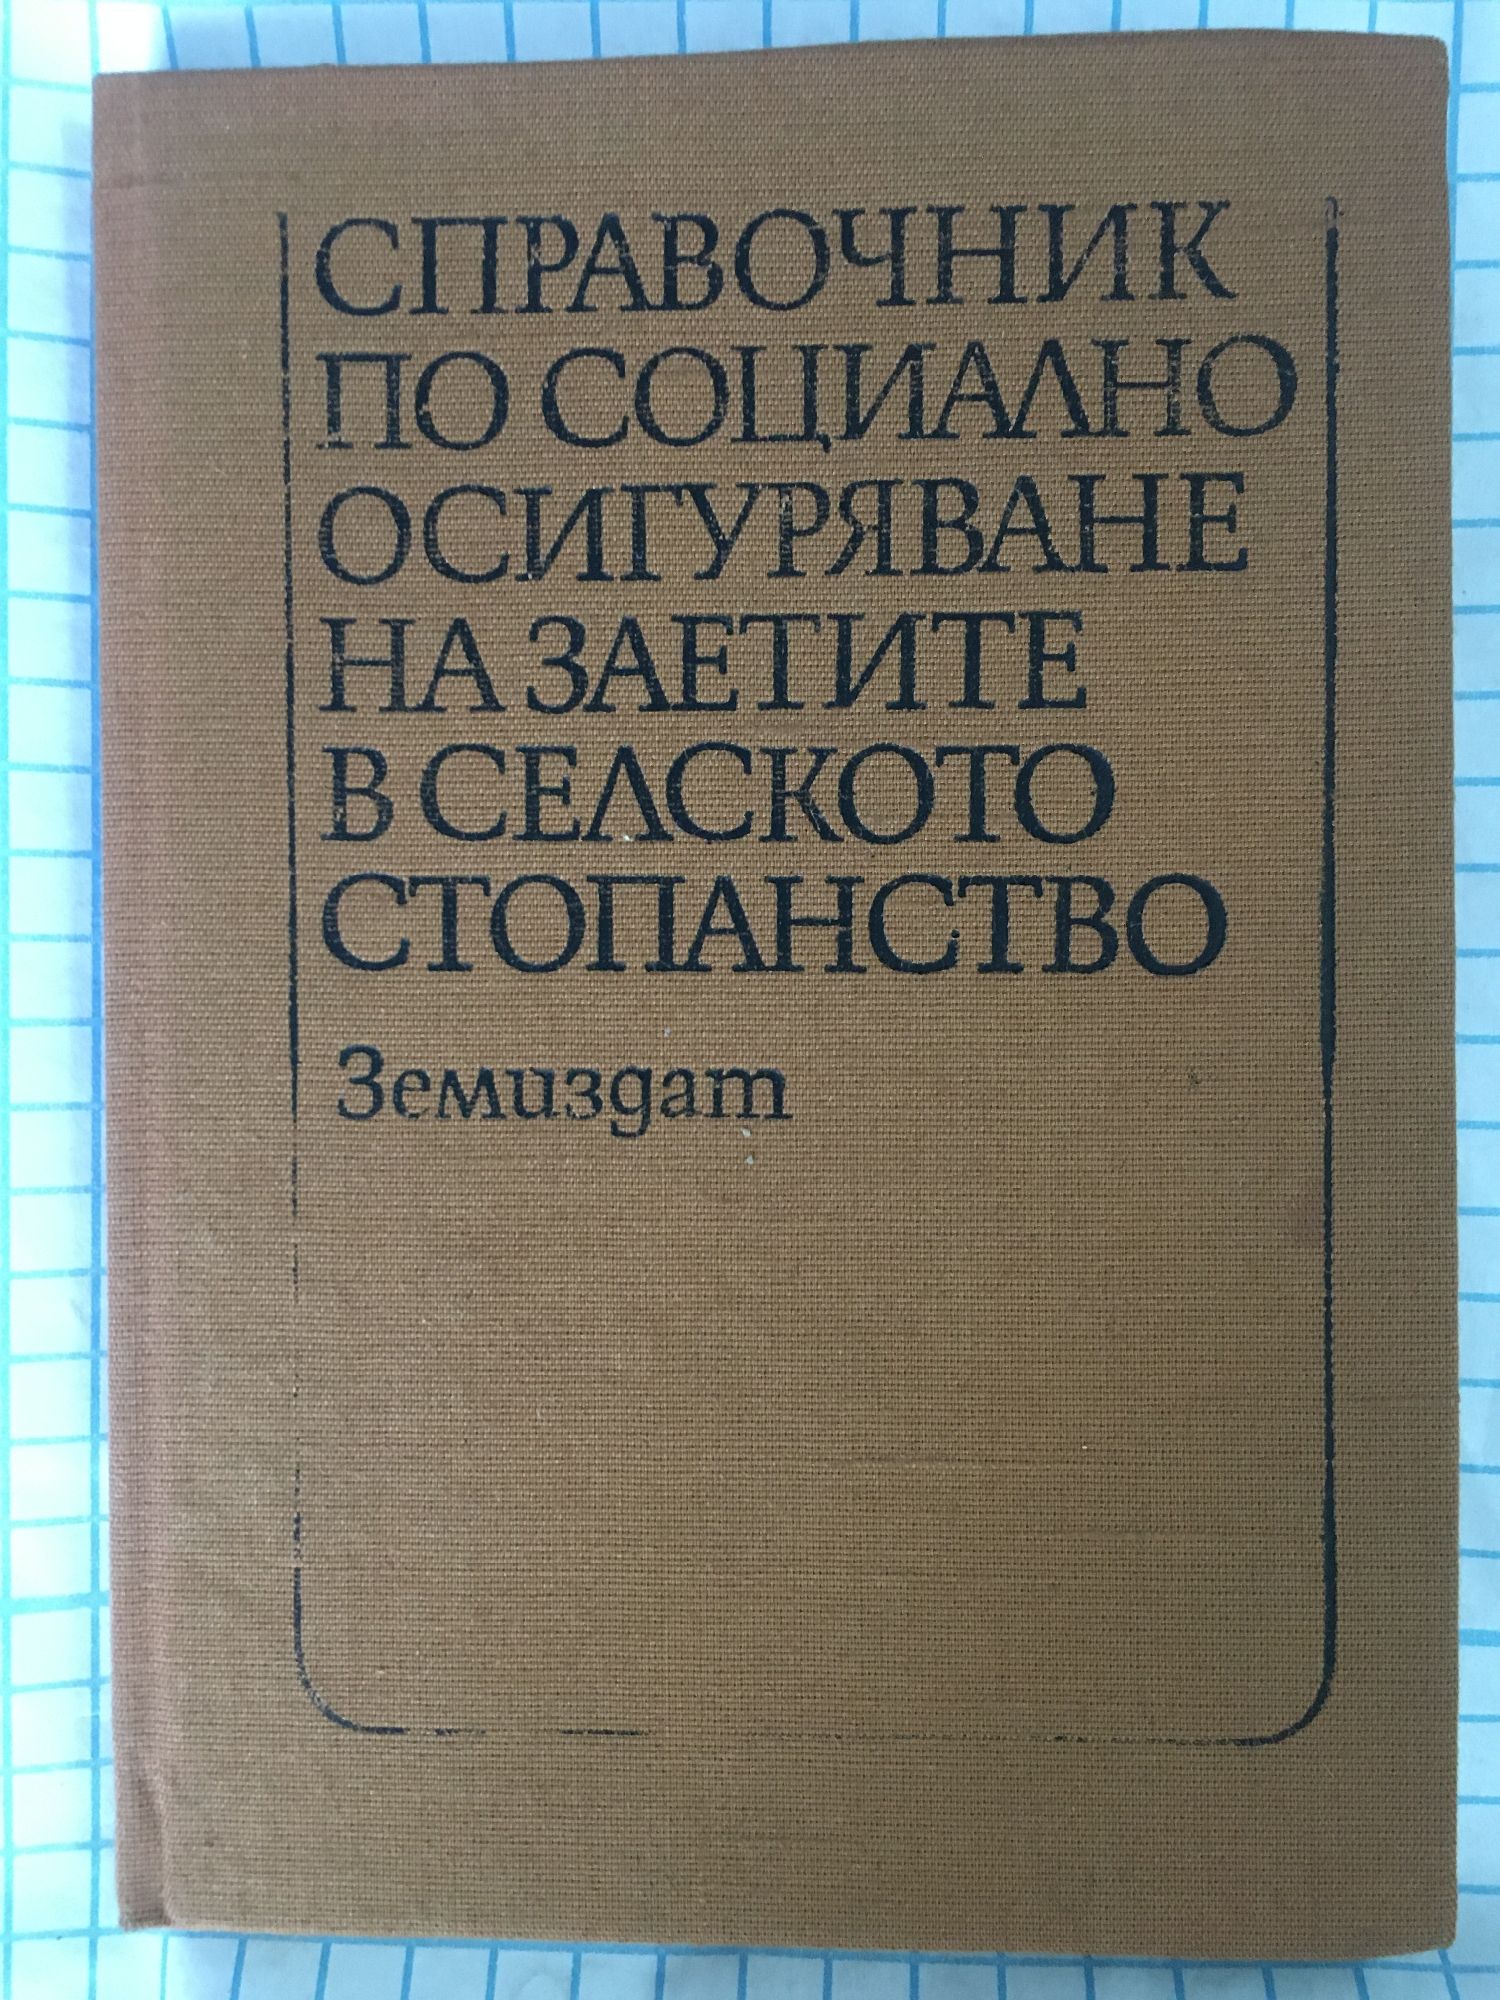 СПРАВОЧНИК
ПО СОЦИАЛНО
ОСИГУРЯВАНЕ
НА ЗАЕТИТЕ
В СЕЛСКОТО
СТОПАНСТВО
Земиздат